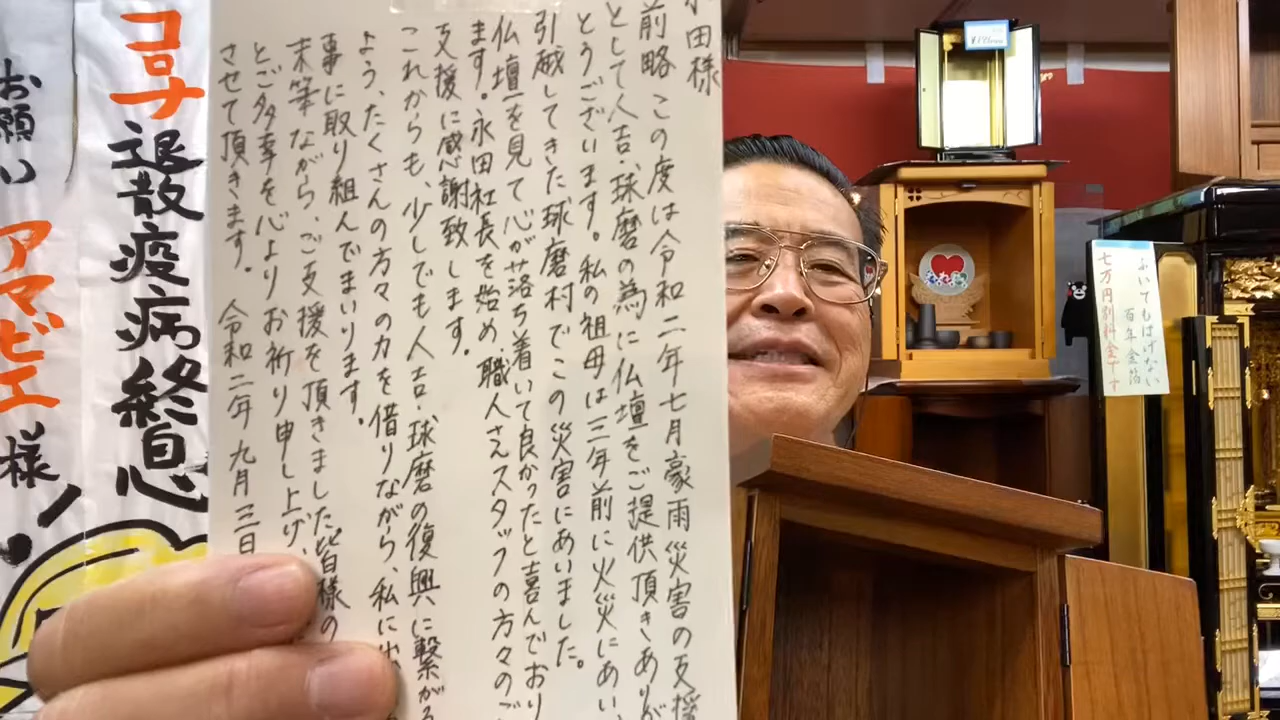 ふいてもはげない
百年金箔
七万円別料金です
田様
前略 この度は令和二年七月豪雨災害の支援
として人吉・球磨の為に仏壇をご提供頂きありが
とうございます。私の祖母は三年前に火災にあい、
引越してきた球磨村でこの災害にあいました。
仏壇を見て心が落ち着いて良かったと喜んでおり
ます。永田社長を始め、職人さんスタッフの方々のご
支援に感謝致します。
これからも、少しでも人吉・球磨の復興に繋がる
よう、たくさんの方々の力を借りながら、私に出
事に取り組んでまいります。
末筆ながら、ご支援を頂きました皆様の
とご多幸を心よりお祈り申し上げ、
させて頂きます。 令和二年九月三日
コロナ退散疫病終息
お願い アマビエ様